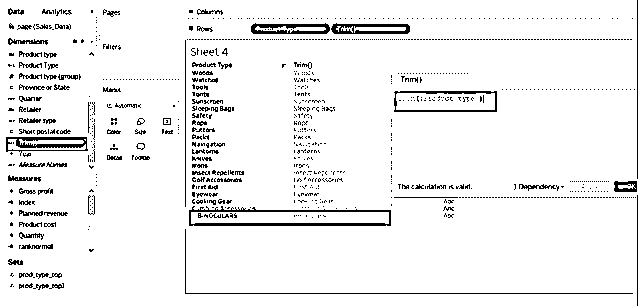 Data Analytics
page (Sales_Data)
Dimensions
Product type
Product Type
Product type (group)
Province or State
Quarter
Retailer
Retailer type
Short postal code
Trim()
Year
Measure Names
Measures
Gross profit
Index
Planned revenue
Product cost
Quantity
ranknormal
Sets
prod_type_top
prod_type_top1
Pages
Filters
Marks
Automatic
Color Size Text
Detail Tooltip
Columns
Rows Product Type Trim()
Sheet 4
Product Type Trim()
Woods Woods
Watches Watches
Tools Tools
Tents Tents
Sunscreen Sunscreen
Sleeping Bags Sleeping Bags
Safety Safety
Rope Rope
Putters Putters
Packs Packs
Navigation Navigation
Lanterns Lanterns
Knives Knives
Irons Irons
Insect Repellents Insect Repellents
Golf Accessories Golf Accessories
First Aid First Aid
Eyewear Eyewear
Cooking Gear Cooking Gear
Climbing Accessories
BINOCULARS
Abc
Abc
Abc
Trim()
The calculation is valid.
1 Dependency
OK